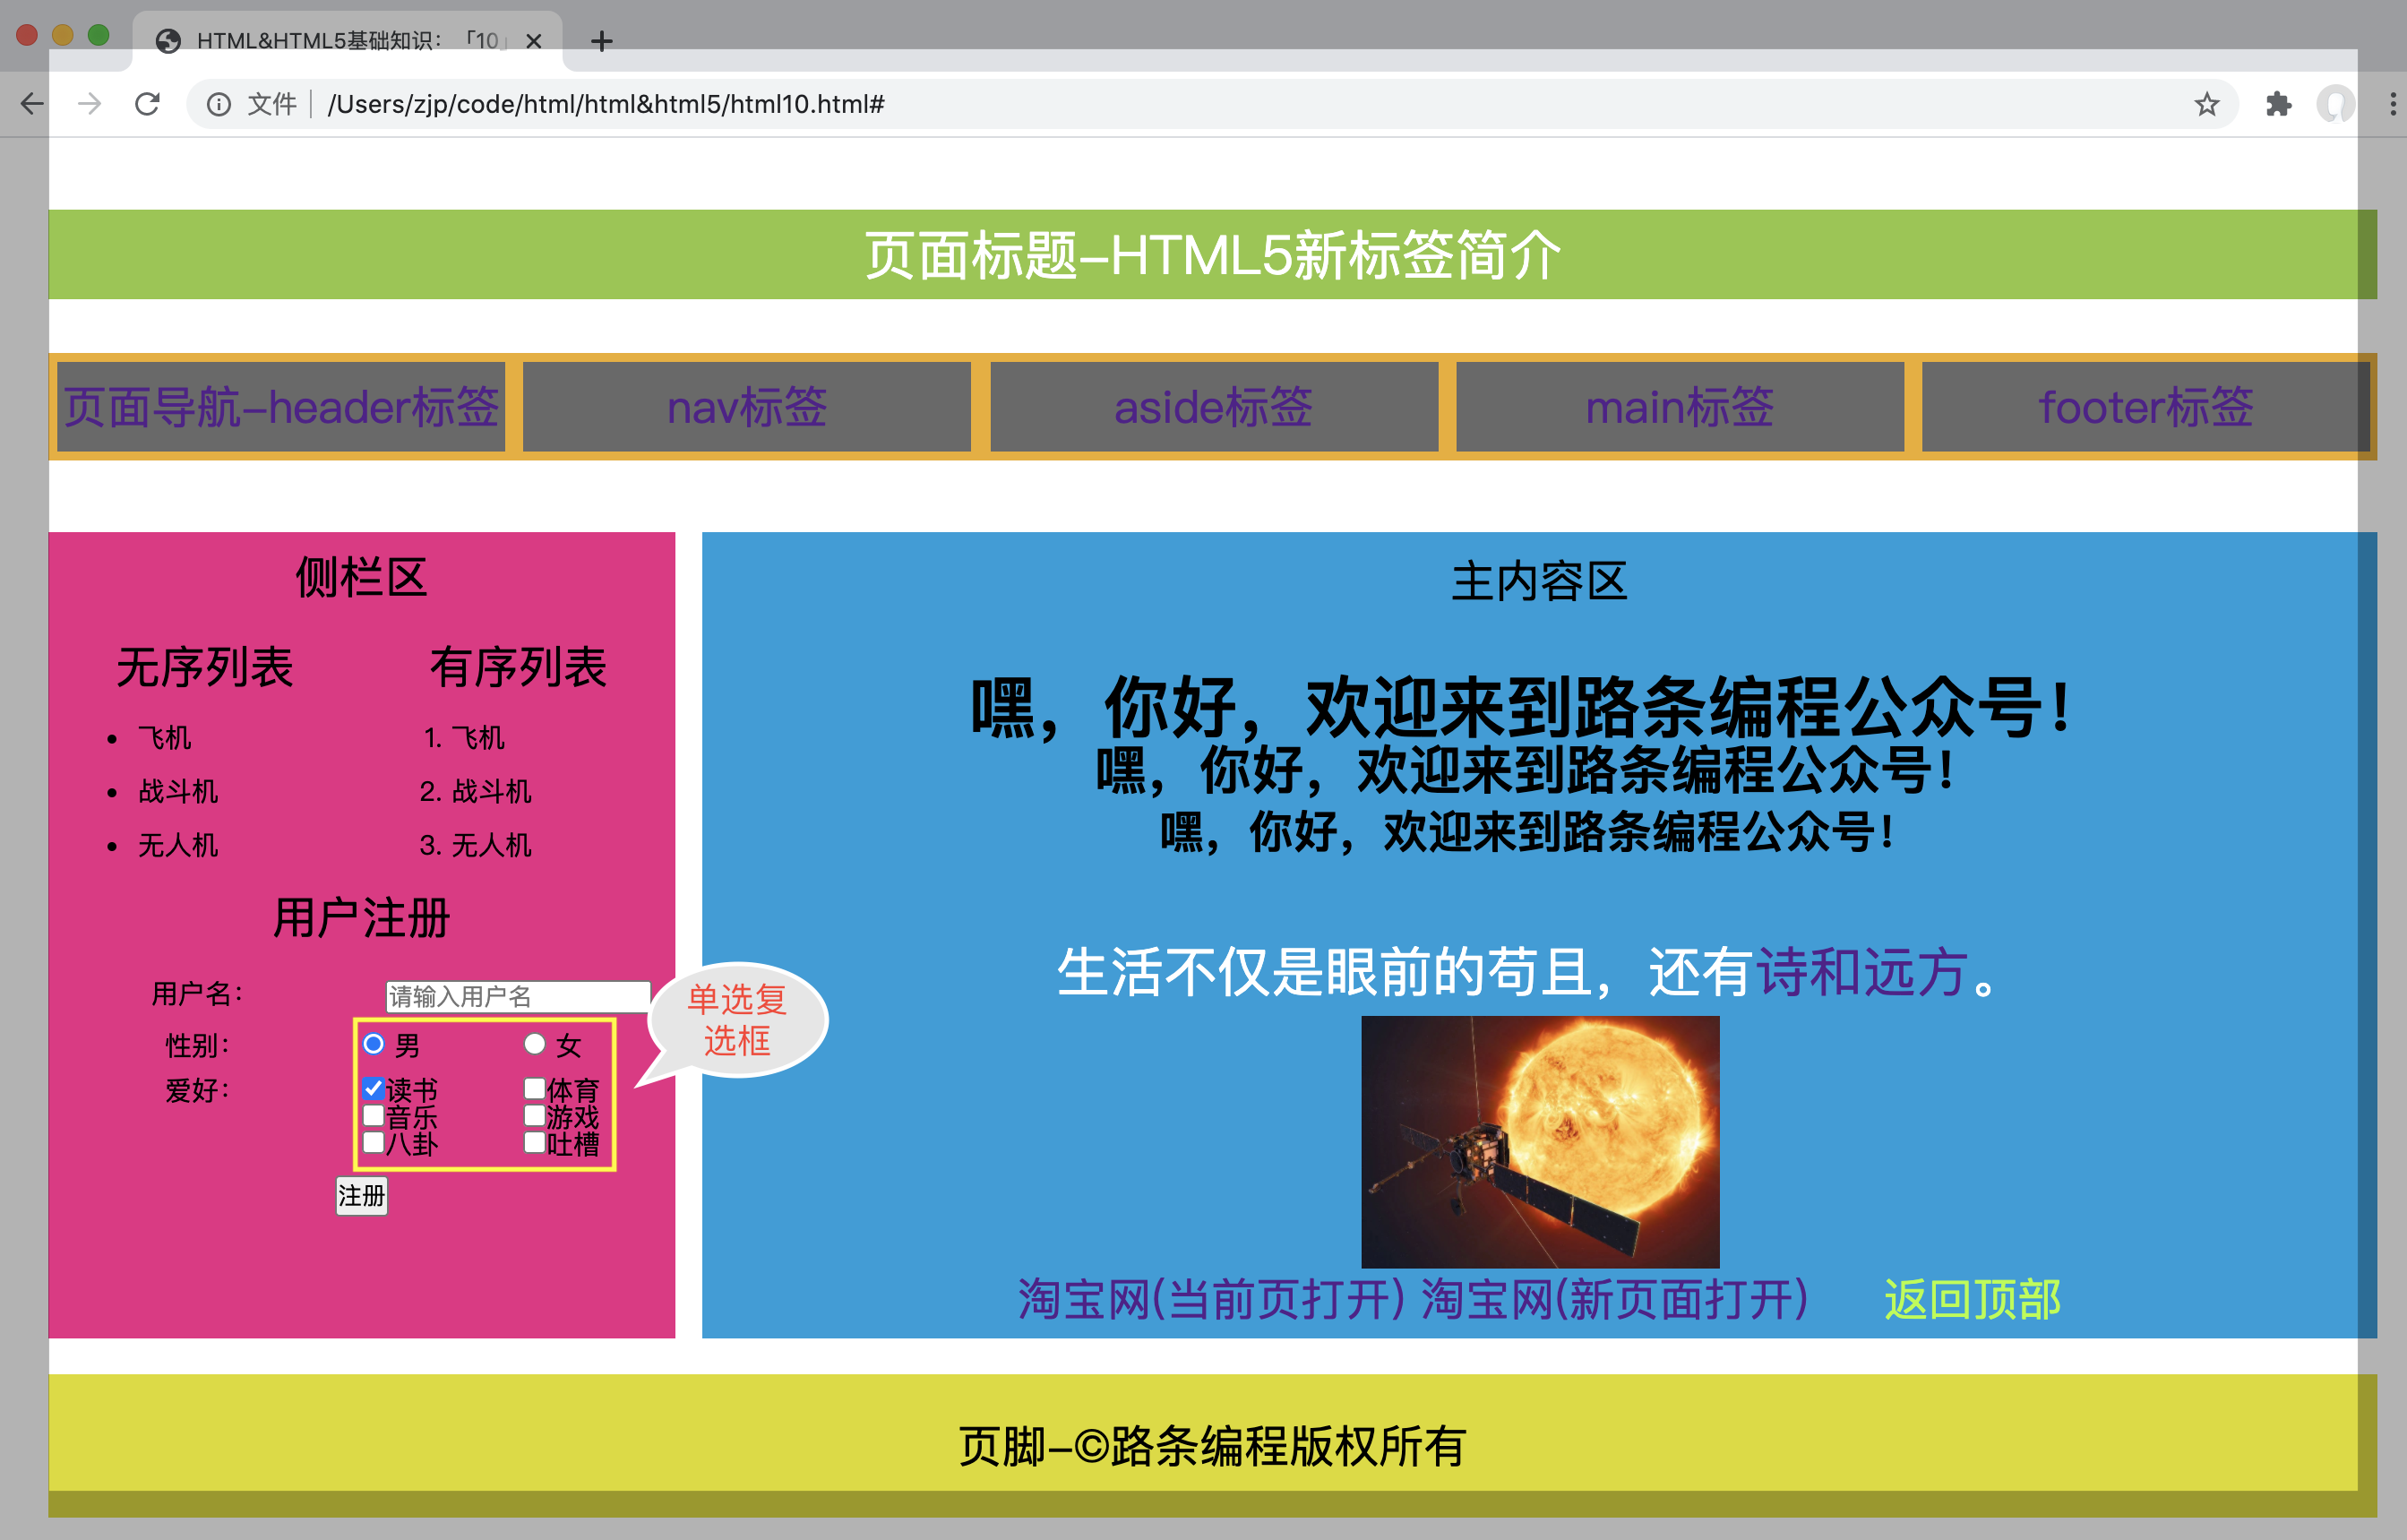 HTML&HTML5基础知识：「10」
文件 /Users/zjp/code/html/html&html5/html10.html#
页面标题-HTML5新标签简介
页面导航-header标签 nav标签 aside标签 main标签 footer标签
侧栏区
无序列表 有序列表
• 飞机 1. 飞机
• 战斗机 2. 战斗机
• 无人机 3. 无人机
用户注册
用户名： 请输入用户名
性别： 男 女
爱好： 读书 体育
音乐 游戏
八卦 吐槽
注册
单选复
选框
主内容区
嘿，你好，欢迎来到路条编程公众号！
嘿，你好，欢迎来到路条编程公众号！
嘿，你好，欢迎来到路条编程公众号！
生活不仅是眼前的苟且，还有诗和远方。
淘宝网(当前页打开) 淘宝网(新页面打开) 返回顶部
页脚-©路条编程版权所有